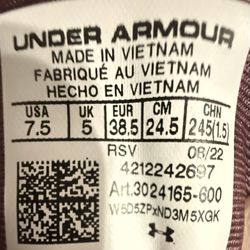 UNDER ARMOUR
MADE IN VIETNAM
FABRIQUÉ AU VIETNAM
HECHO EN VIETNAM
USA UK EUR CM CHN
7.5 5 38.5 24.5 245(1.5)
RSV 06/22
4212242697
Art.3024165-600
W5D5ZPxND3M5XGK